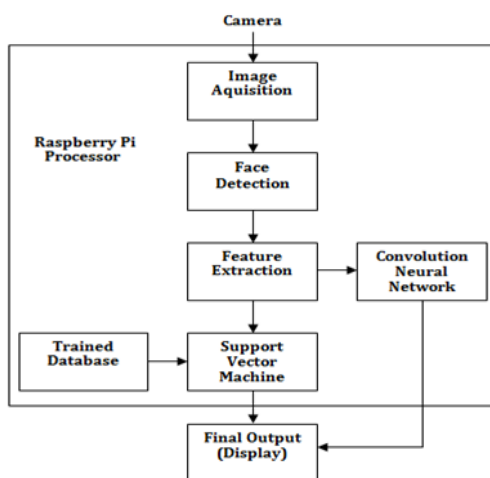 Camera
Image
Aquisition
Raspberry Pi
Processor
Face
Detection
Feature
Extraction
Convolution
Neural
Network
Trained
Database
Support
Vector
Machine
Final Output
(Display)